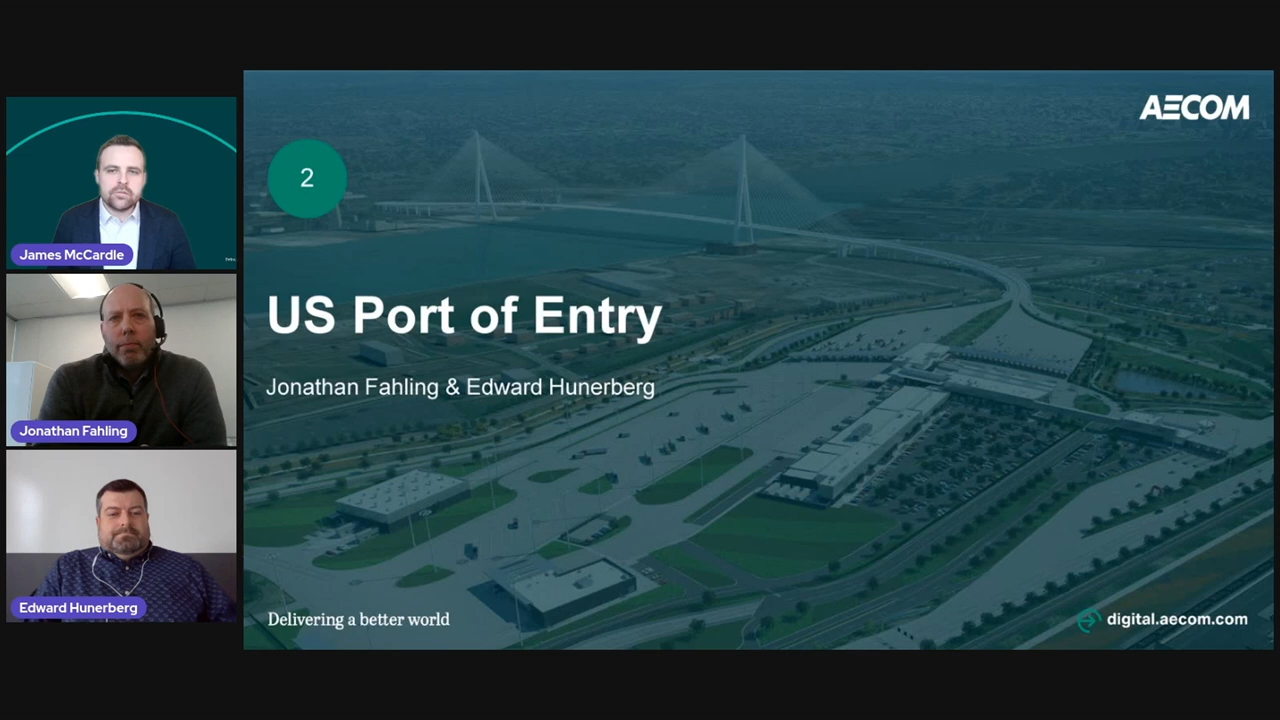 James McCardle
Jonathan Fahling
Edward Hunerberg
AECOM
2
US Port of Entry
Jonathan Fahling & Edward Hunerberg
Delivering a better world
digital.aecom.com